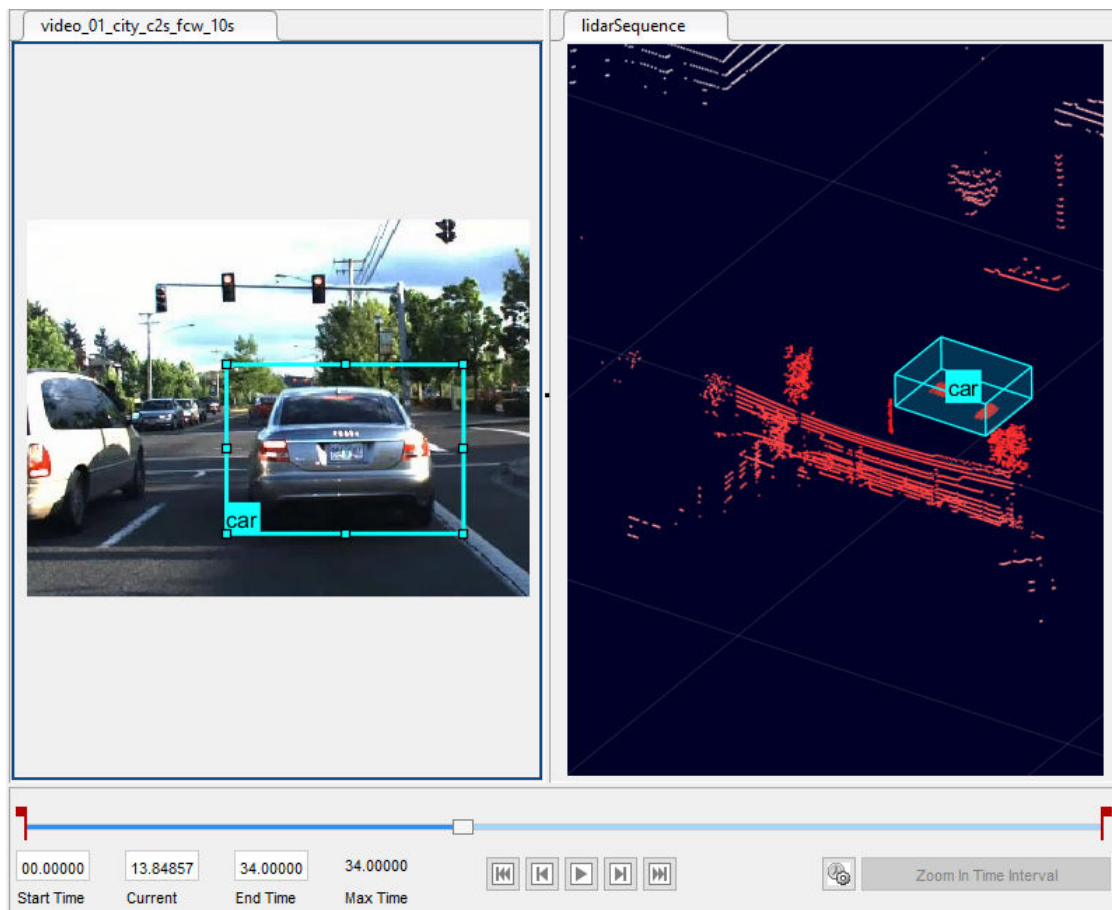 video_01_city_c2s_fcw_10s
lidarSequence
car
car
00.00000
13.84857
34.00000
34.00000
Start Time
Current
End Time
Max Time
Zoom In Time Interval